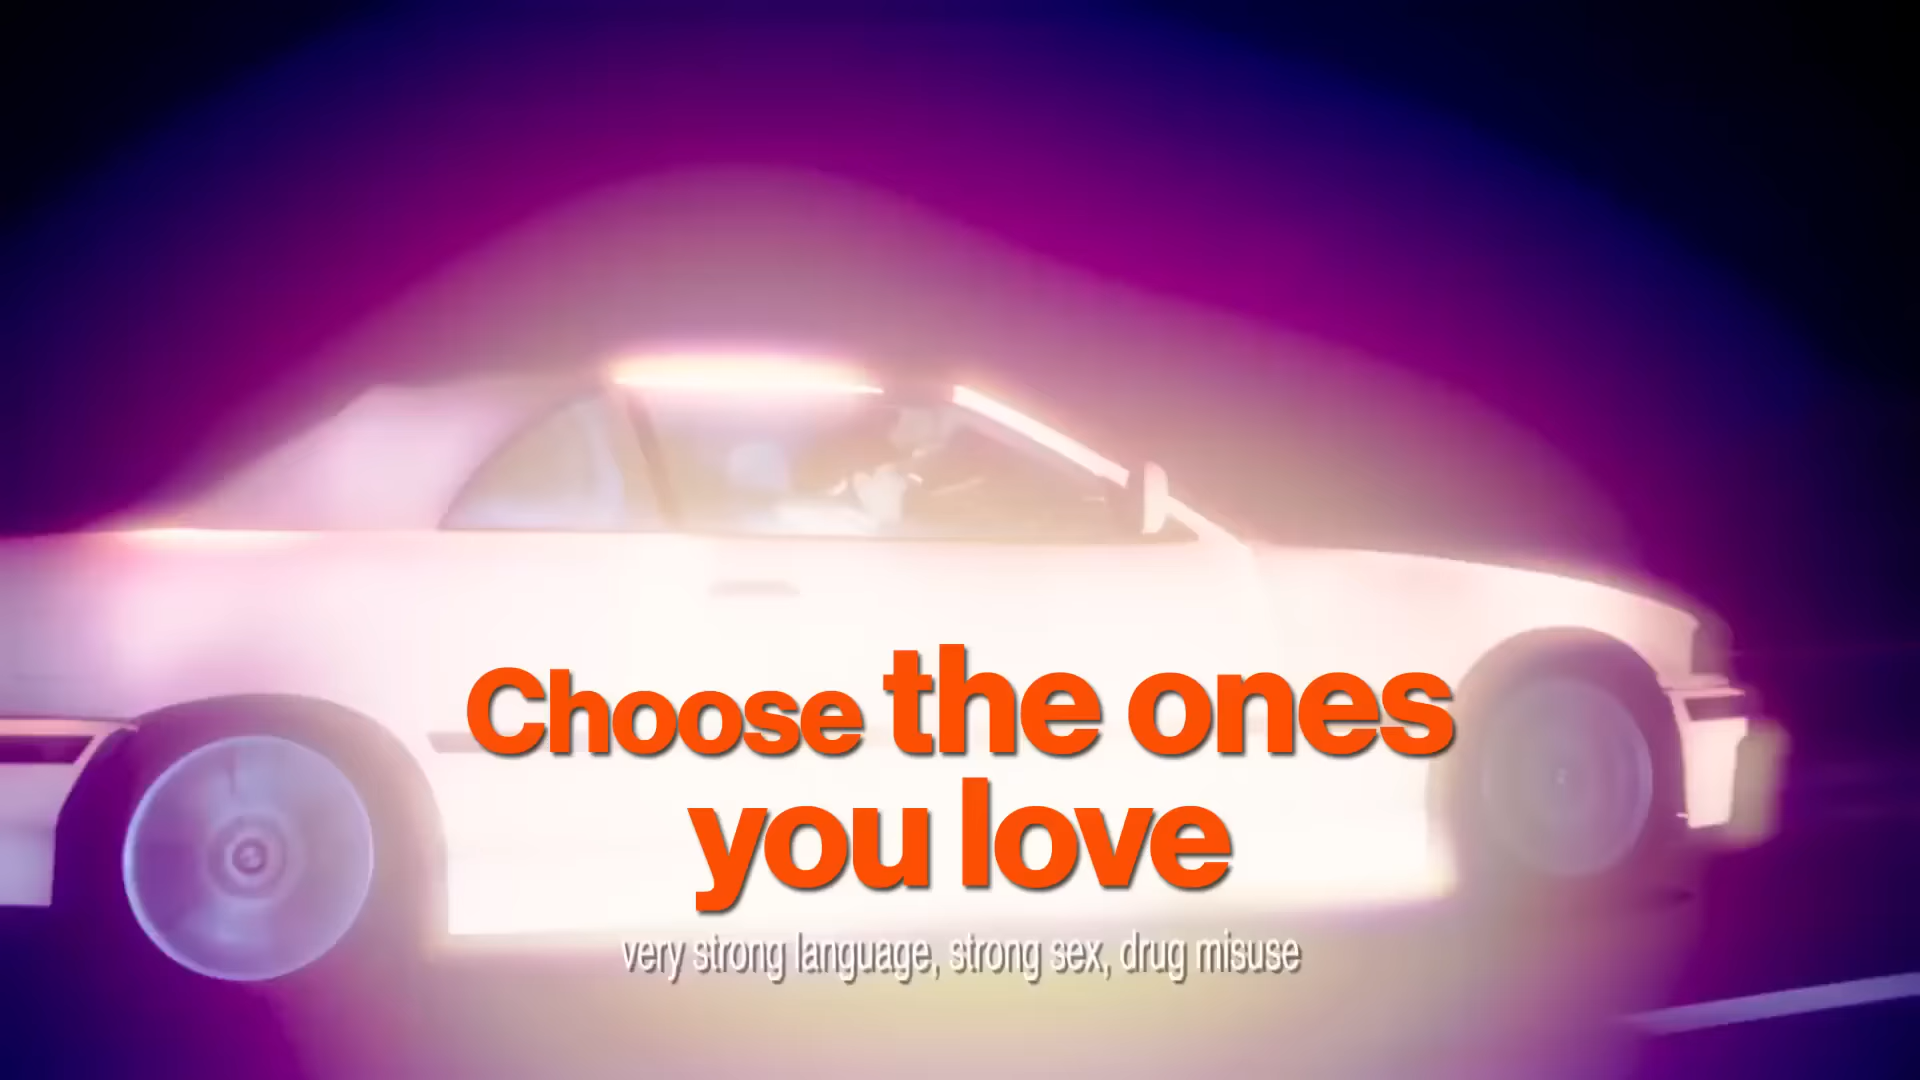 Choose the ones
you love
very strong language, strong sex, drug misuse